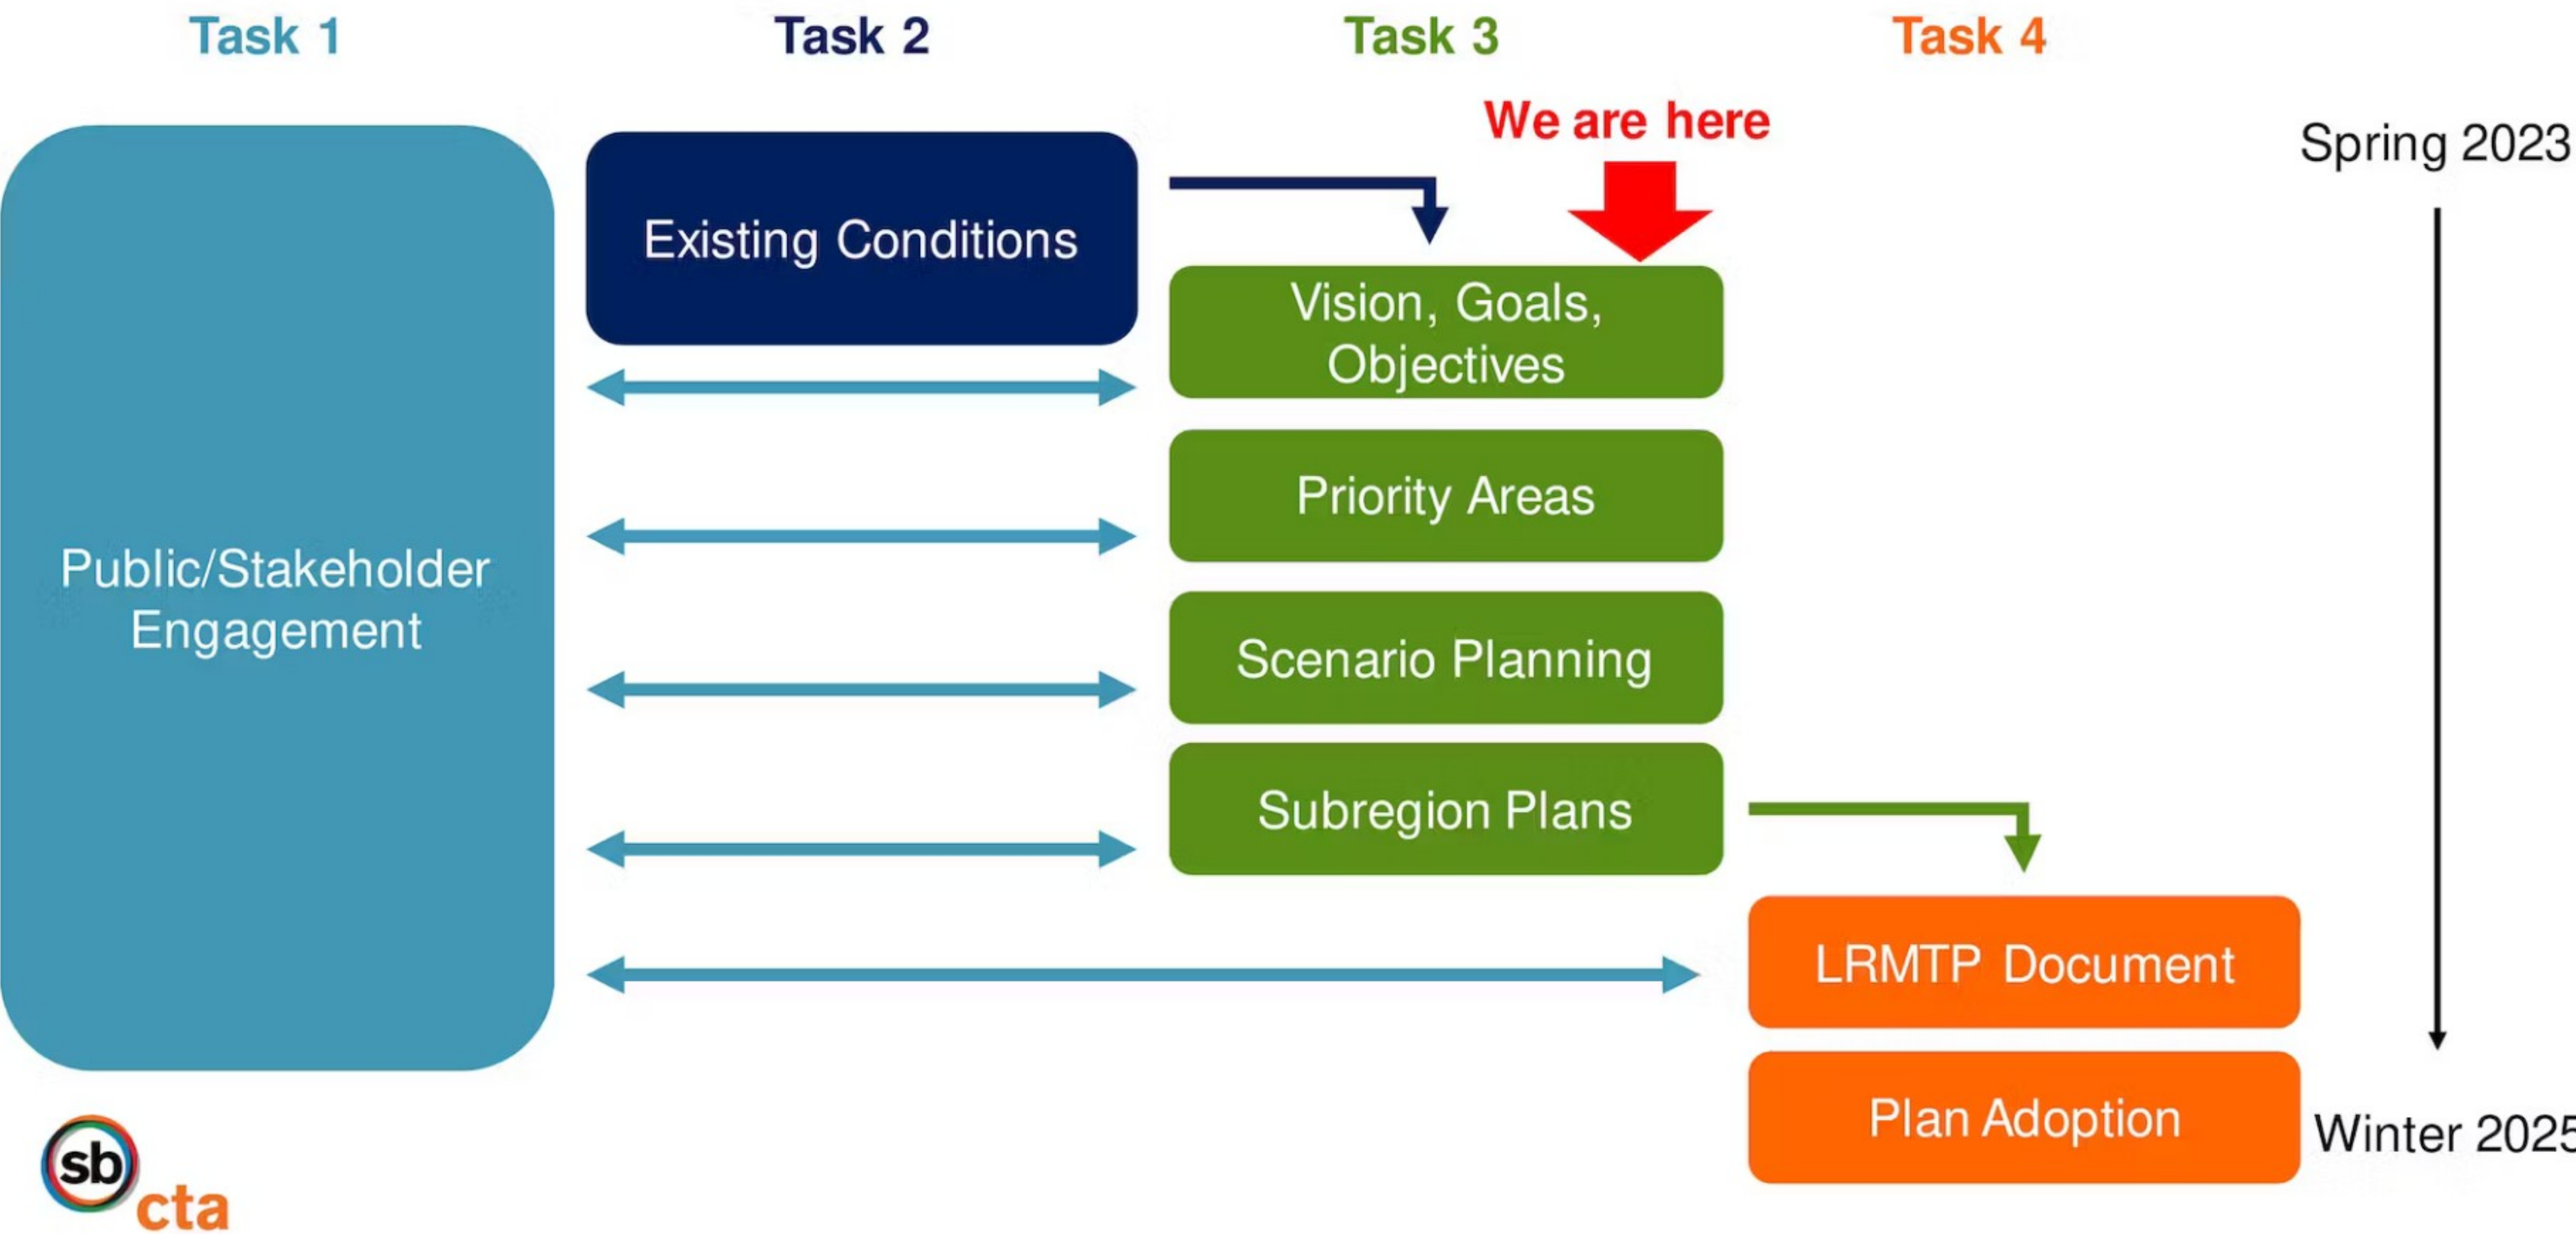 Task 1
Task 2
Task 3
Task 4
We are here
Spring 2023
Existing Conditions
Vision, Goals,
Objectives
Priority Areas
Public/Stakeholder
Engagement
Scenario Planning
Subregion Plans
LRMTP Document
Plan Adoption
Winter 2025
sb
cta